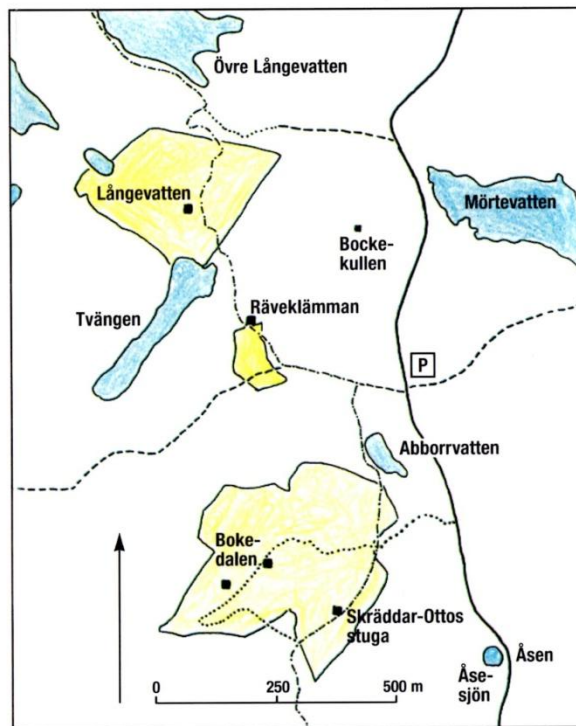 Övre Långevatten
Långevatten
Mörtevatten
Bocke-
kullen
Tvängen
Räveklämman
P
Abborrvatten
Boke-
dalen
Skräddar-Ottos
stuga
Åsen
Åse-
sjön
0 250 500 m